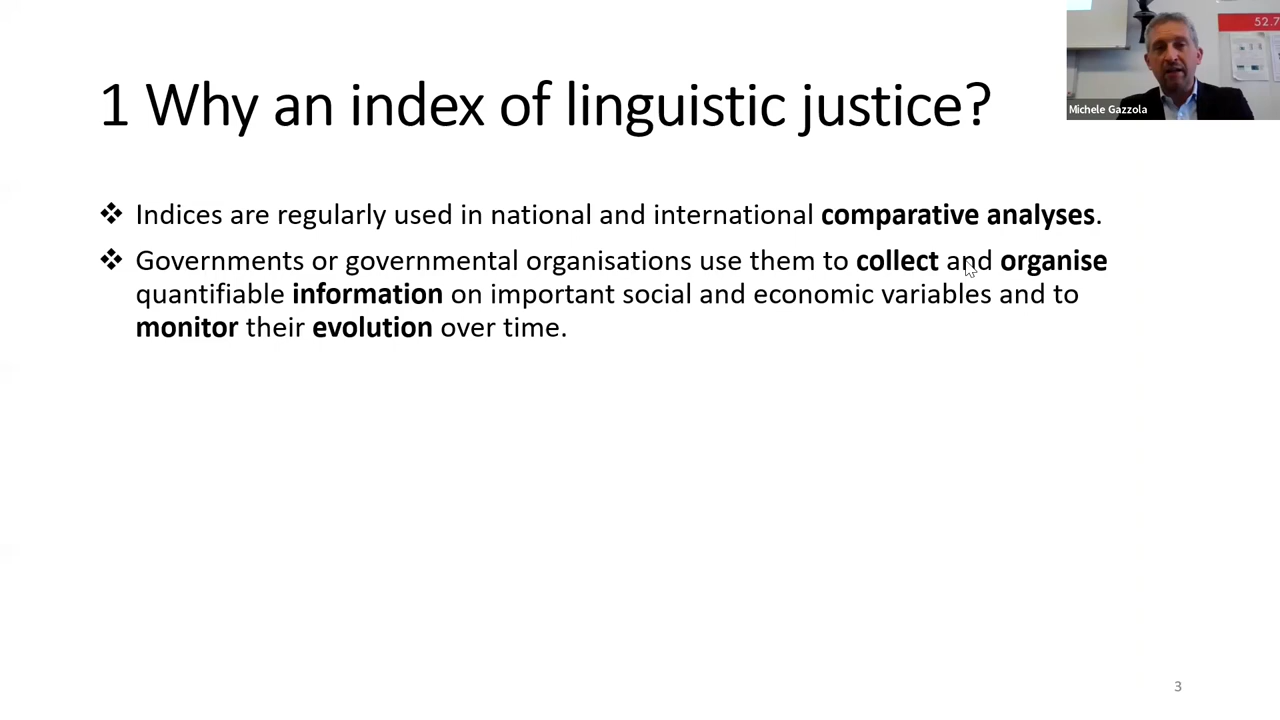 1 Why an index of linguistic justice?
52.7
Michele Gazzola
❖ Indices are regularly used in national and international comparative analyses.
❖ Governments or governmental organisations use them to collect and organise
quantifiable information on important social and economic variables and to
monitor their evolution over time.
3